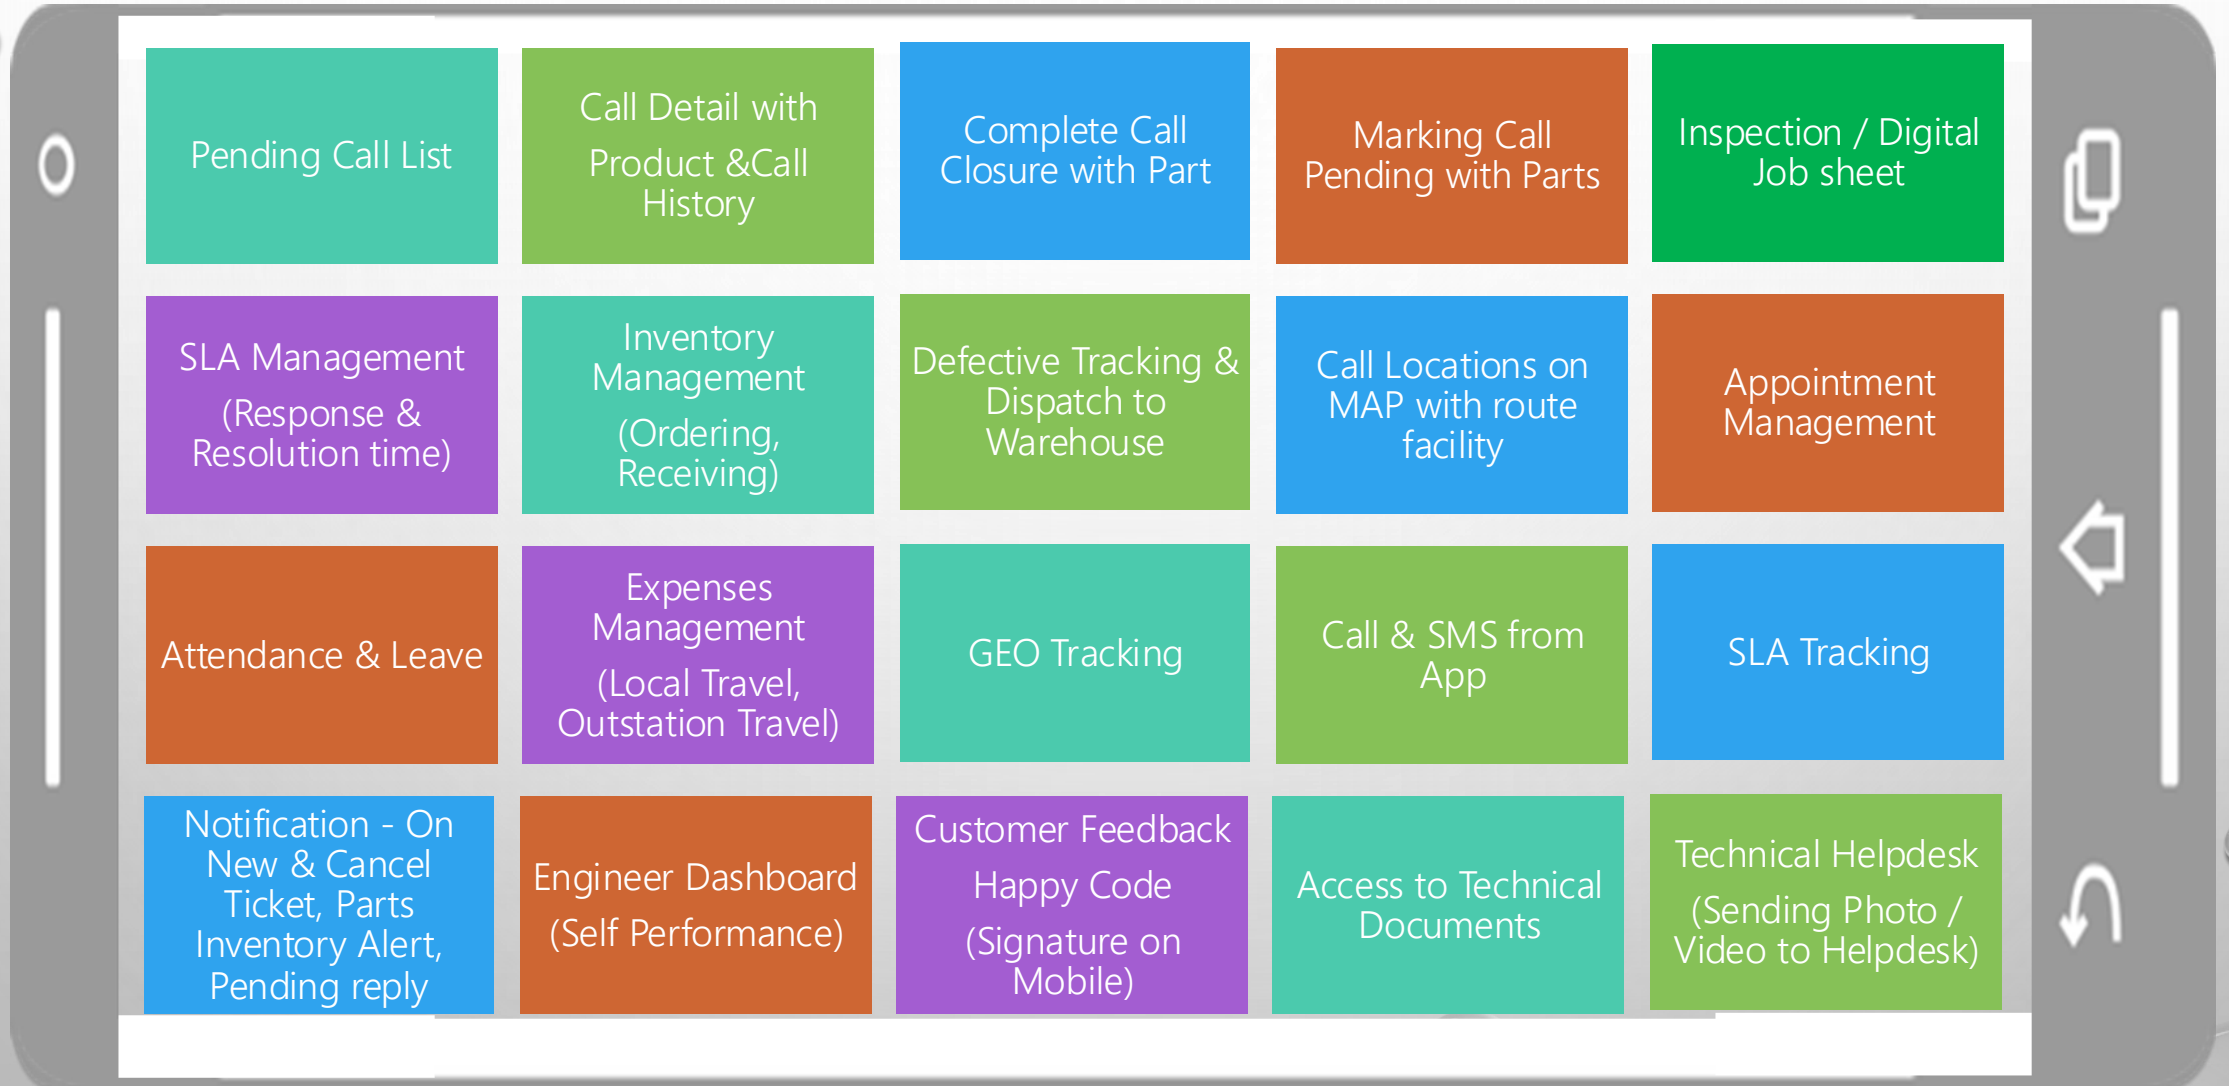 Pending Call List
Call Detail with
Product &Call
History
Complete Call
Closure with Part
Marking Call
Pending with Parts
Inspection / Digital
Job sheet
SLA Management
(Response &
Resolution time)
Inventory
Management
(Ordering,
Receiving)
Defective Tracking &
Dispatch to
Warehouse
Call Locations on
MAP with route
facility
Appointment
Management
Attendance & Leave
Expenses
Management
(Local Travel,
Outstation Travel)
GEO Tracking
Call & SMS from
App
SLA Tracking
Notification - On
New & Cancel
Ticket, Parts
Inventory Alert,
Pending reply
Engineer Dashboard
(Self Performance)
Customer Feedback
Happy Code
(Signature on
Mobile)
Access to Technical
Documents
Technical Helpdesk
(Sending Photo /
Video to Helpdesk)